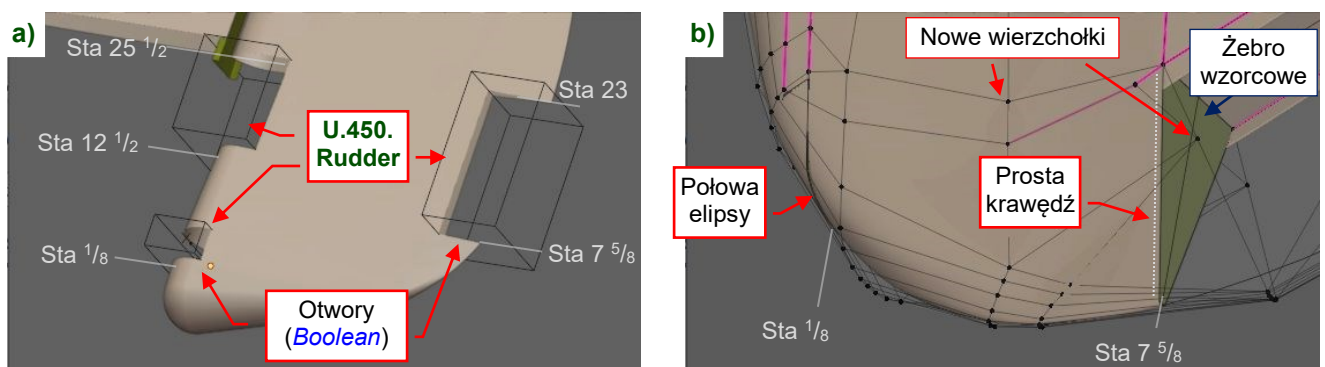 a)
Sta 25 1/2
Sta 23
U.450.
Rudder
Sta 12 1/2
Sta 1/8
Sta 7 5/8
Otwory
(Boolean)
b)
Nowe wierzchołki
Żebro
wzorcowe
Połowa
elipsy
Prosta
krawędź
Sta 1/8
Sta 7 5/8